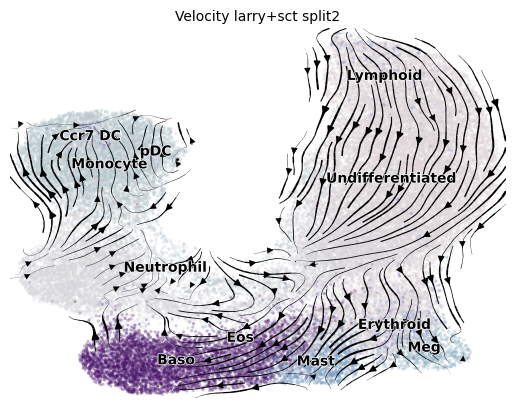 Velocity larry+sct split2
Lymphoid
Ccr7 DC
pDC
Monocyte
Undifferentiated
Neutrophil
Erythroid
Eos
Meg
Baso
Mast